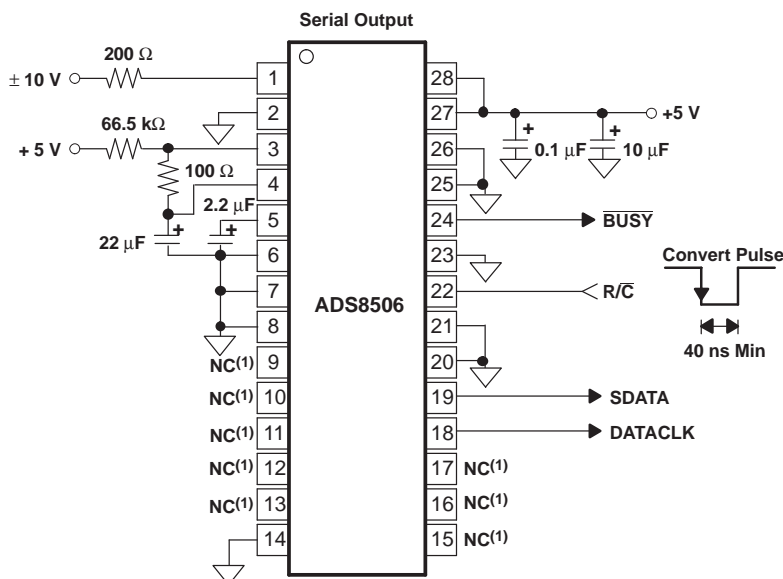 Serial Output
200 Ω
± 10 V
66.5 kΩ
+ 5 V
100 Ω
2.2 μF
+
+
22 μF
1
2
3
4
5
6
7
8
9
10
11
12
13
14
NC(1)
NC(1)
NC(1)
NC(1)
NC(1)
ADS8506
28
27
26
25
24
23
22
21
20
19
18
17
16
15
+5 V
+
+
0.1 μF
10 μF
BUSY
R/C
Convert Pulse
40 ns Min
SDATA
DATACLK
NC(1)
NC(1)
NC(1)